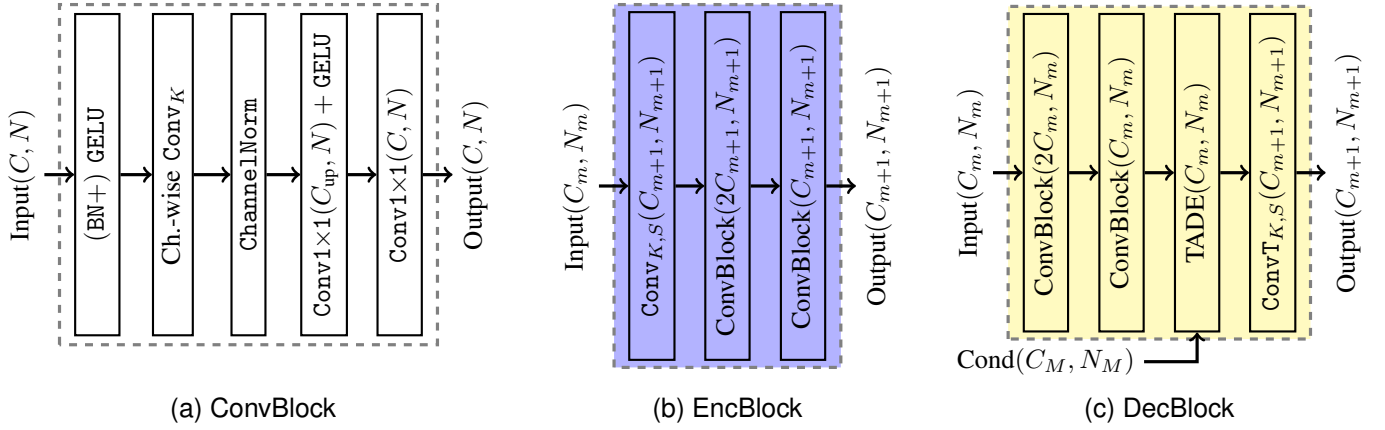 Input(C, N)
(BN+) GELU
Ch.-wise Conv_K
ChannelNorm
Conv1×1(C_up, N) + GELU
Conv1×1(C, N)
Output(C, N)
(a) ConvBlock
Input(C_m, N_m)
Conv_{K,S}(C_{m+1}, N_{m+1})
ConvBlock(2C_{m+1}, N_{m+1})
ConvBlock(C_{m+1}, N_{m+1})
Output(C_{m+1}, N_{m+1})
(b) EncBlock
Input(C_m, N_m)
ConvBlock(2C_m, N_m)
ConvBlock(C_m, N_m)
TADE(C_m, N_m)
ConvT_{K,S}(C_{m+1}, N_{m+1})
Output(C_{m+1}, N_{m+1})
Cond(C_M, N_M)
(c) DecBlock